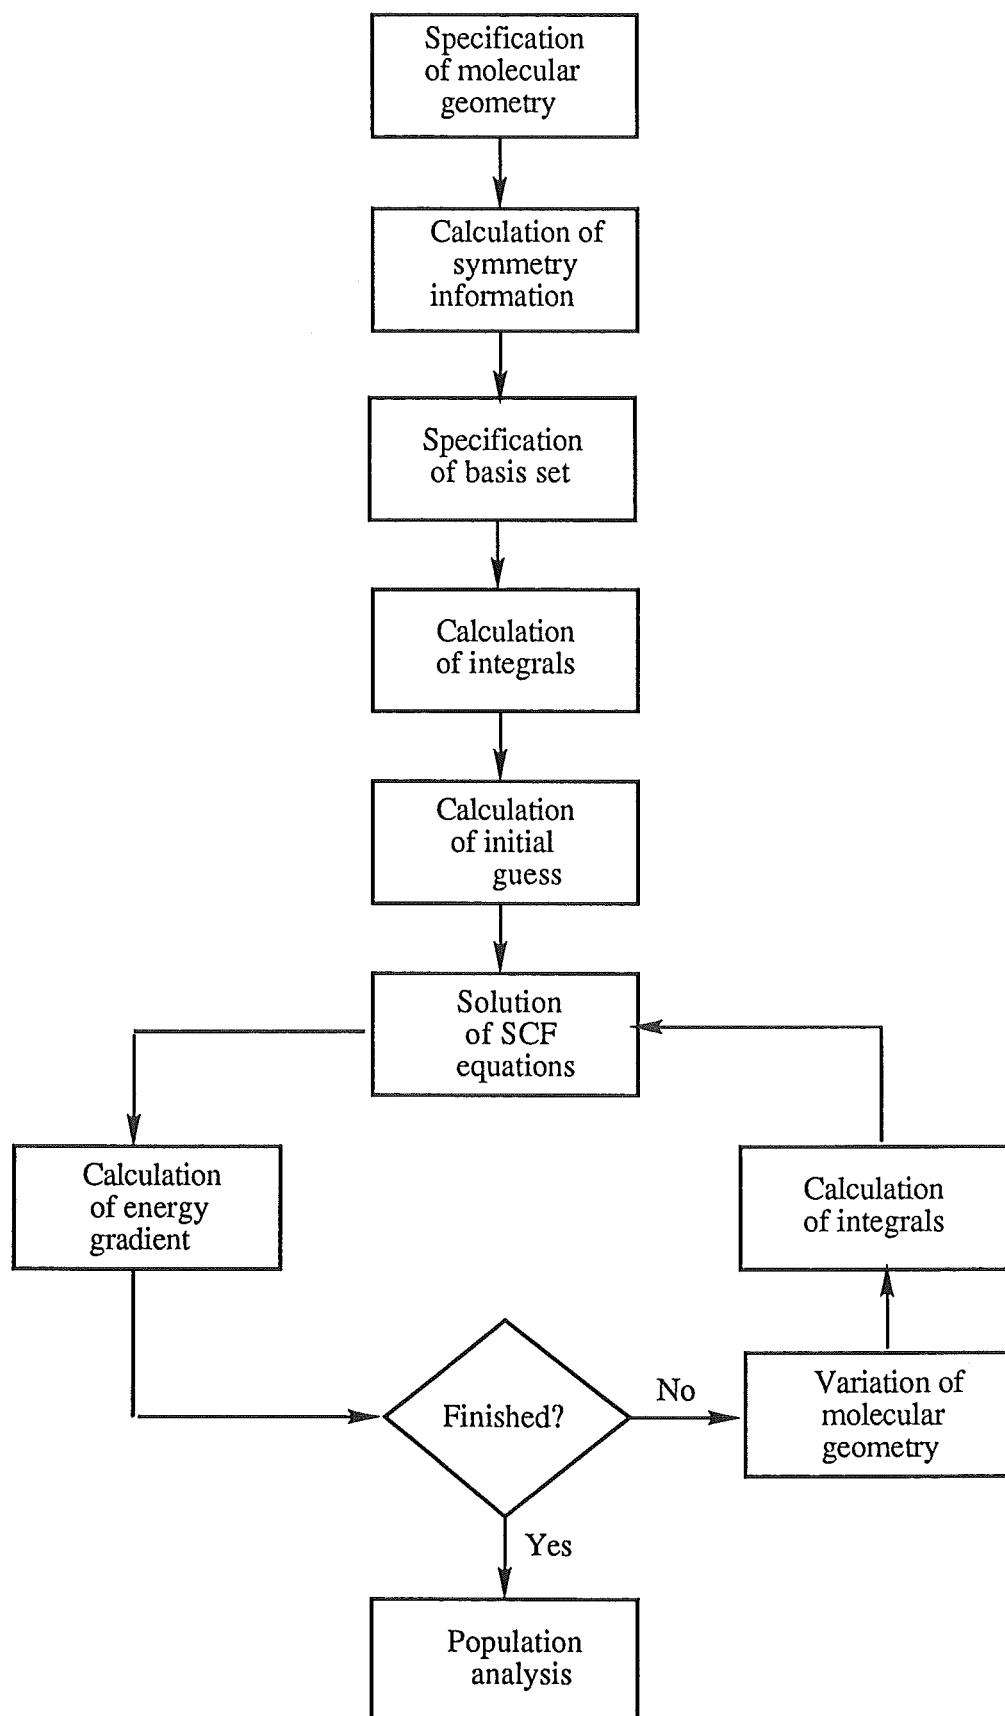 Specification
of molecular
geometry
Calculation of
symmetry
information
Specification
of basis set
Calculation
of integrals
Calculation
of initial
guess
Solution
of SCF
equations
Calculation
of energy
gradient
Calculation
of integrals
Finished?
No
Variation of
molecular
geometry
Yes
Population
analysis